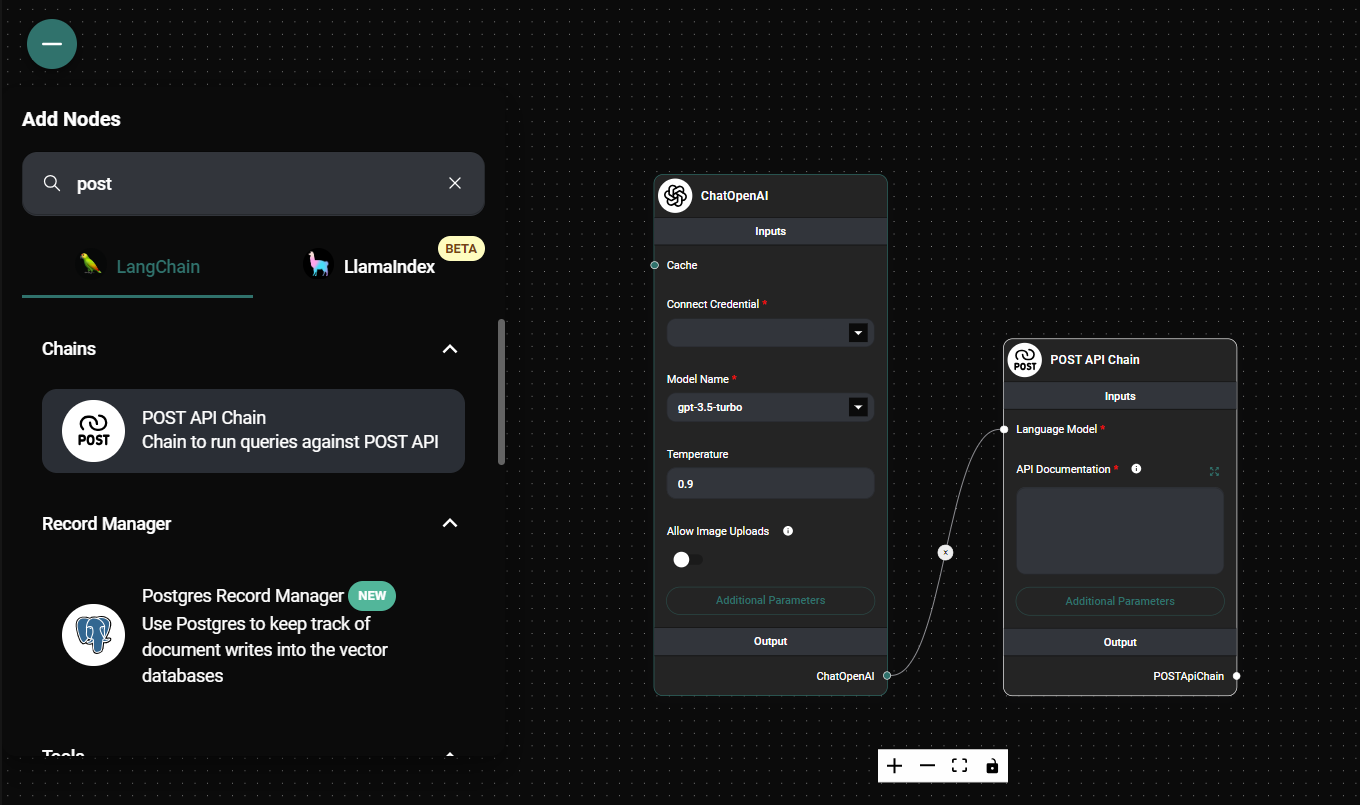 Add Nodes
post
LangChain
LlamaIndex
BETA
Chains
POST
POST API Chain
Chain to run queries against POST API
Record Manager
Postgres Record Manager NEW
Use Postgres to keep track of
document writes into the vector
databases
Tools
ChatOpenAI
Inputs
Cache
Connect Credential *
Model Name *
gpt-3.5-turbo
Temperature
0.9
Allow Image Uploads
Additional Parameters
Output
ChatOpenAI
x
POST
POST API Chain
Inputs
Language Model *
API Documentation *
Additional Parameters
Output
POSTApiChain